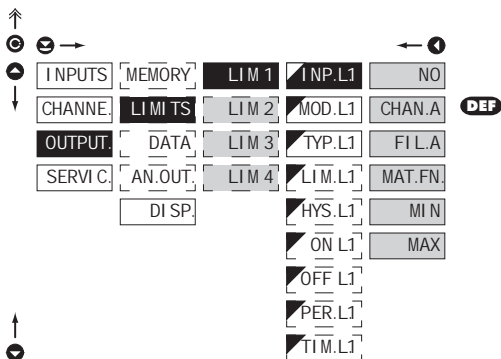 INPUTS MEMORY LIM 1 INP.L1 NO
CHANNE. LIMITS LIM 2 MOD.L1 CHAN.A DEF
OUTPUT. DATA LIM 3 TYP.L1 FIL.A
SERVIC. AN.OUT. LIM 4 LIM.L1 MAT.FN.
DISP. HYS.L1 MIN
ON L1 MAX
OFF L1
PER.L1
TIM.L1